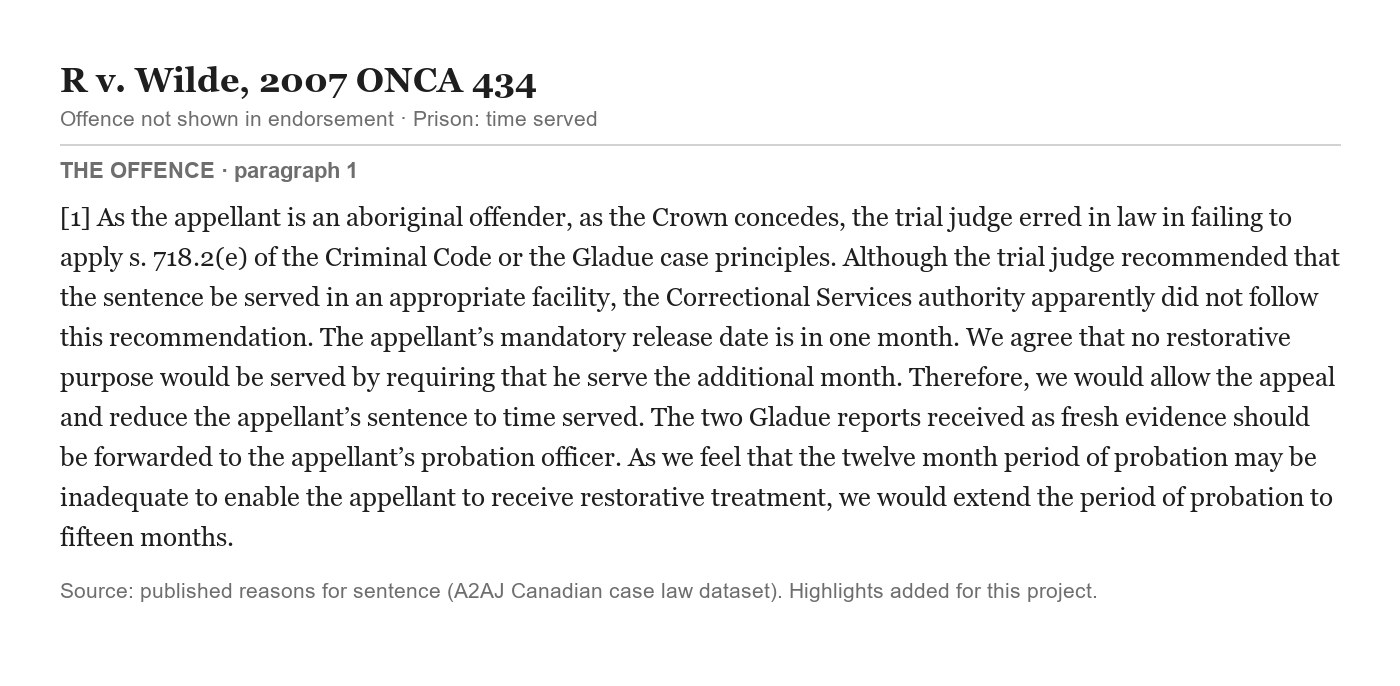 R v. Wilde, 2007 ONCA 434
Offence not shown in endorsement · Prison: time served
THE OFFENCE · paragraph 1
[1] As the appellant is an aboriginal offender, as the Crown concedes, the trial judge erred in law in failing to
apply s. 718.2(e) of the Criminal Code or the Gladue case principles. Although the trial judge recommended that
the sentence be served in an appropriate facility, the Correctional Services authority apparently did not follow
this recommendation. The appellant’s mandatory release date is in one month. We agree that no restorative
purpose would be served by requiring that he serve the additional month. Therefore, we would allow the appeal
and reduce the appellant’s sentence to time served. The two Gladue reports received as fresh evidence should
be forwarded to the appellant’s probation officer. As we feel that the twelve month period of probation may be
inadequate to enable the appellant to receive restorative treatment, we would extend the period of probation to
fifteen months.
Source: published reasons for sentence (A2AJ Canadian case law dataset). Highlights added for this project.